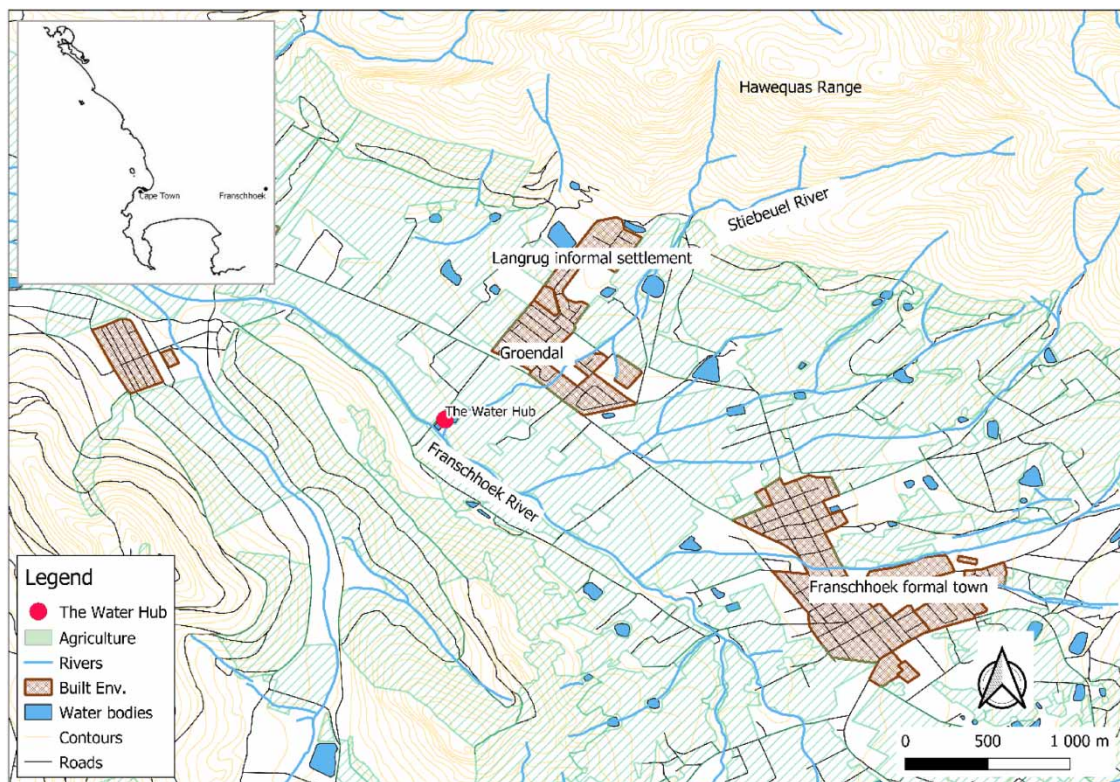 Hawequas Range
Stiebeuel River
Cape Town
Franschhoek
Langrug informal settlement
Groendal
The Water Hub
Franschhoek River
Franschhoek formal town
Legend
The Water Hub
Agriculture
Rivers
Built Env.
Water bodies
Contours
Roads
0 500 1 000 m